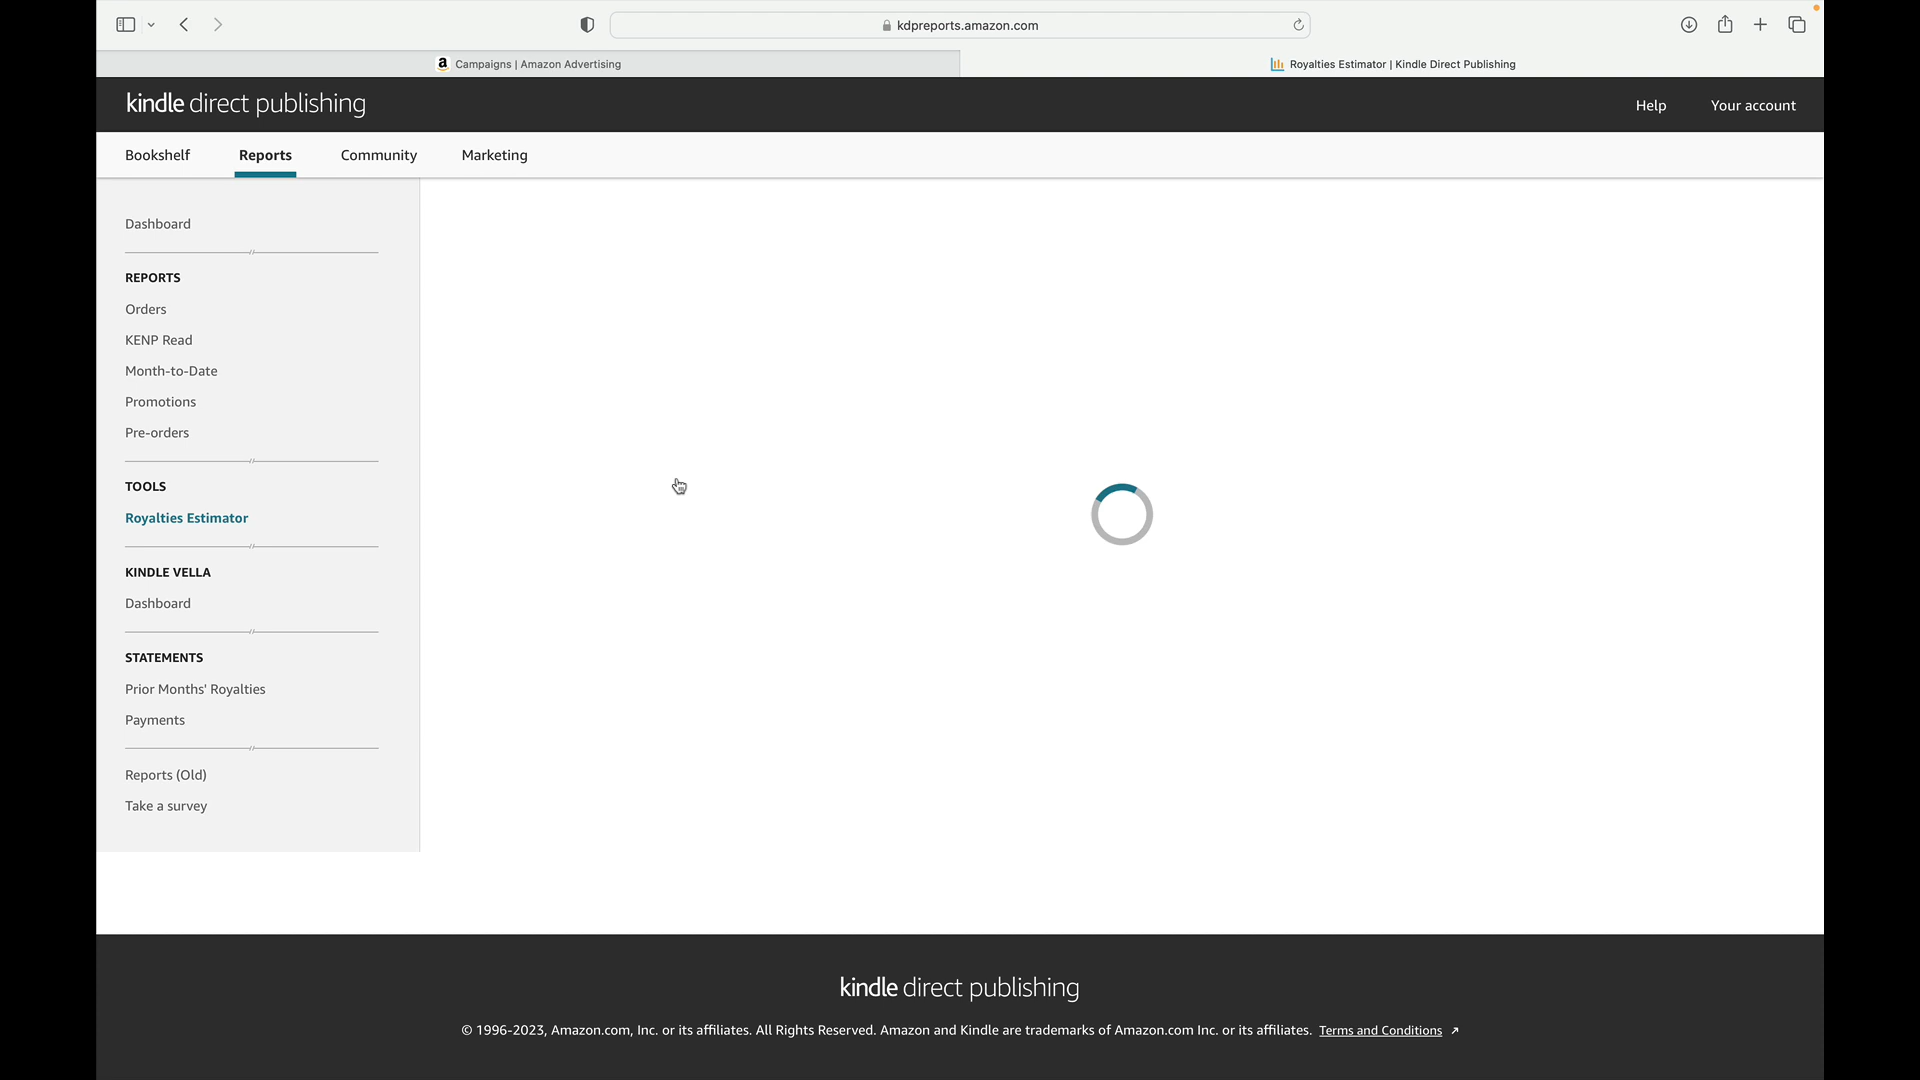 kdpreports.amazon.com
Campaigns | Amazon Advertising
Royalties Estimator | Kindle Direct Publishing
kindle direct publishing
Help
Your account
Bookshelf
Reports
Community
Marketing
Dashboard
REPORTS
Orders
KENP Read
Month-to-Date
Promotions
Pre-orders
TOOLS
Royalties Estimator
KINDLE VELLA
Dashboard
STATEMENTS
Prior Months' Royalties
Payments
Reports (Old)
Take a survey
kindle direct publishing
© 1996-2023, Amazon.com, Inc. or its affiliates. All Rights Reserved. Amazon and Kindle are trademarks of Amazon.com Inc. or its affiliates. Terms and Conditions